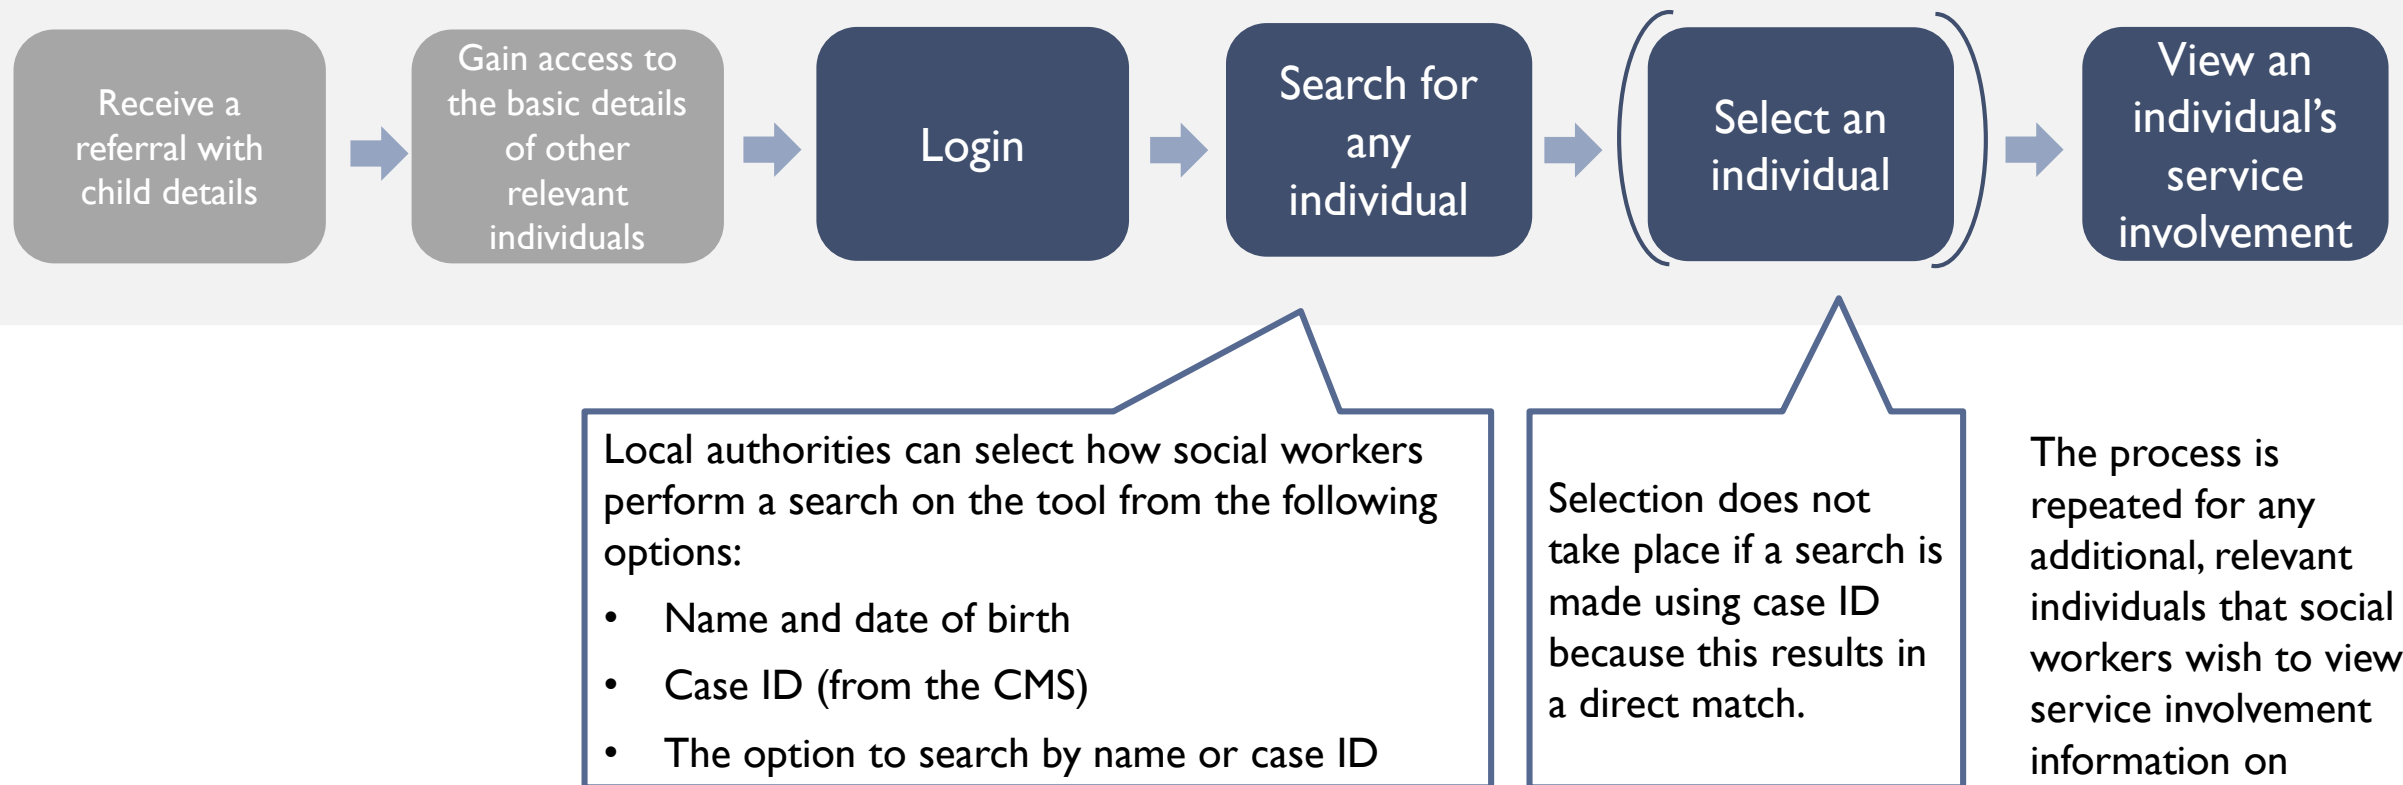 Receive a
referral with
child details
Gain access to
the basic details
of other
relevant
individuals
Login
Search for
any
individual
Select an
individual
View an
individual’s
service
involvement
Local authorities can select how social workers
perform a search on the tool from the following
options:
• Name and date of birth
• Case ID (from the CMS)
• The option to search by name or case ID
Selection does not
take place if a search is
made using case ID
because this results in
a direct match.
The process is
repeated for any
additional, relevant
individuals that social
workers wish to view
service involvement
information on